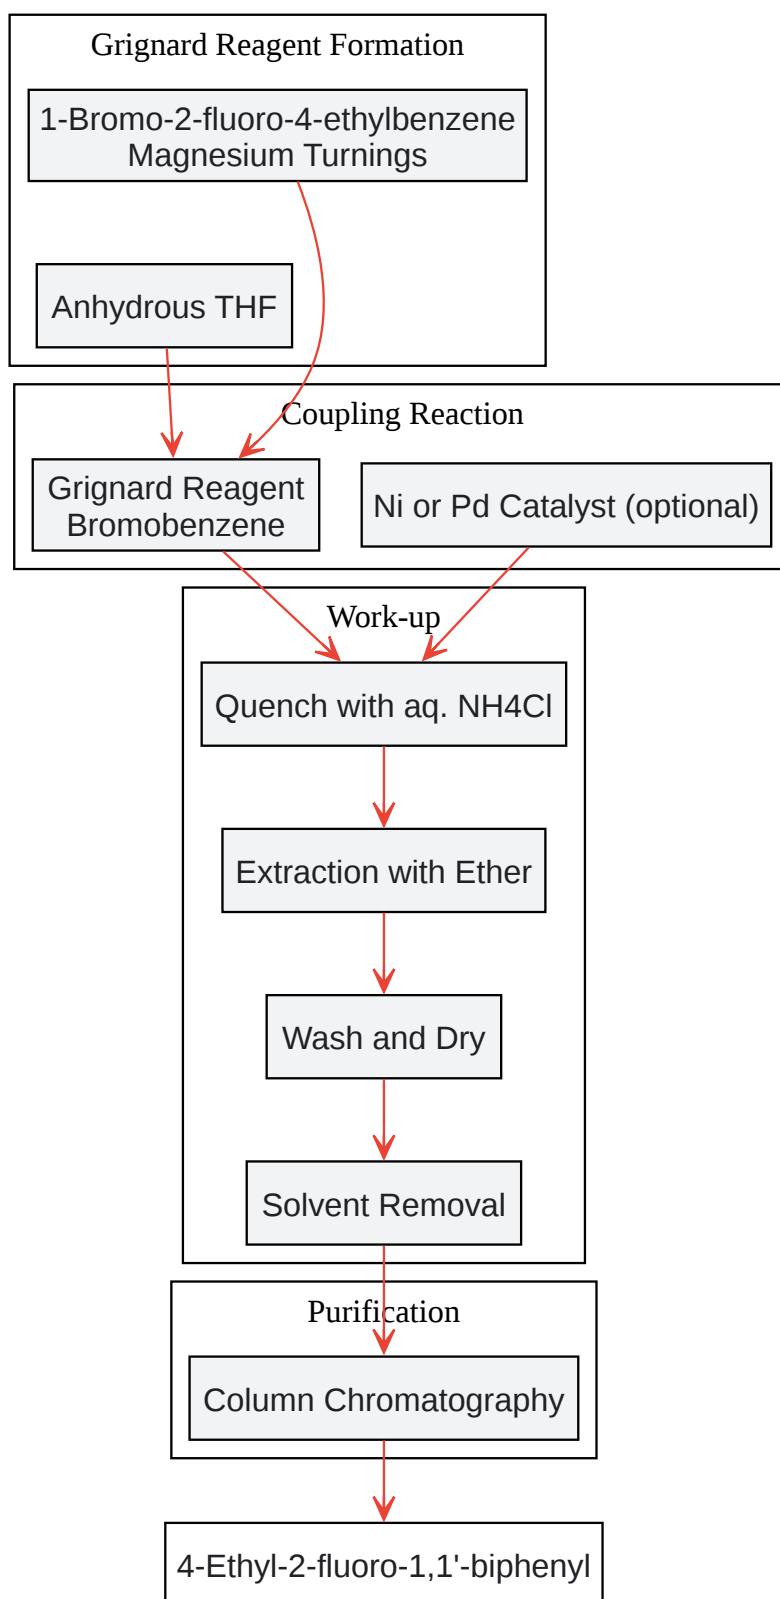 Grignard Reagent Formation
1-Bromo-2-fluoro-4-ethylbenzene
Magnesium Turnings
Anhydrous THF
Coupling Reaction
Grignard Reagent
Bromobenzene
Ni or Pd Catalyst (optional)
Work-up
Quench with aq. NH4Cl
Extraction with Ether
Wash and Dry
Solvent Removal
Purification
Column Chromatography
4-Ethyl-2-fluoro-1,1'-biphenyl